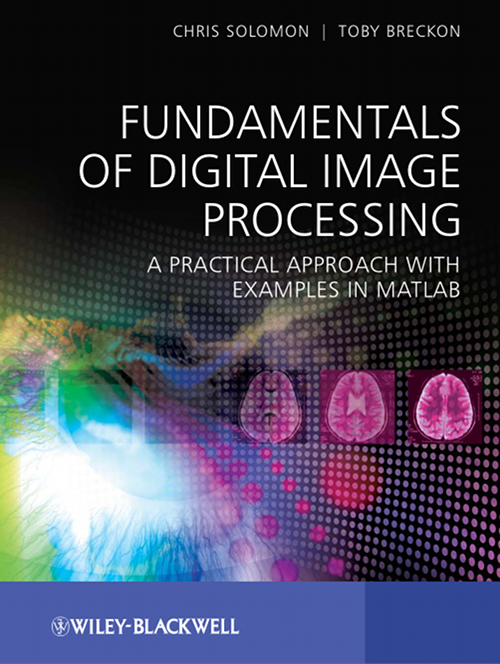 CHRIS SOLOMON | TOBY BRECKON
FUNDAMENTALS
OF DIGITAL IMAGE
PROCESSING
A PRACTICAL APPROACH WITH
EXAMPLES IN MATLAB
WILEY-BLACKWELL